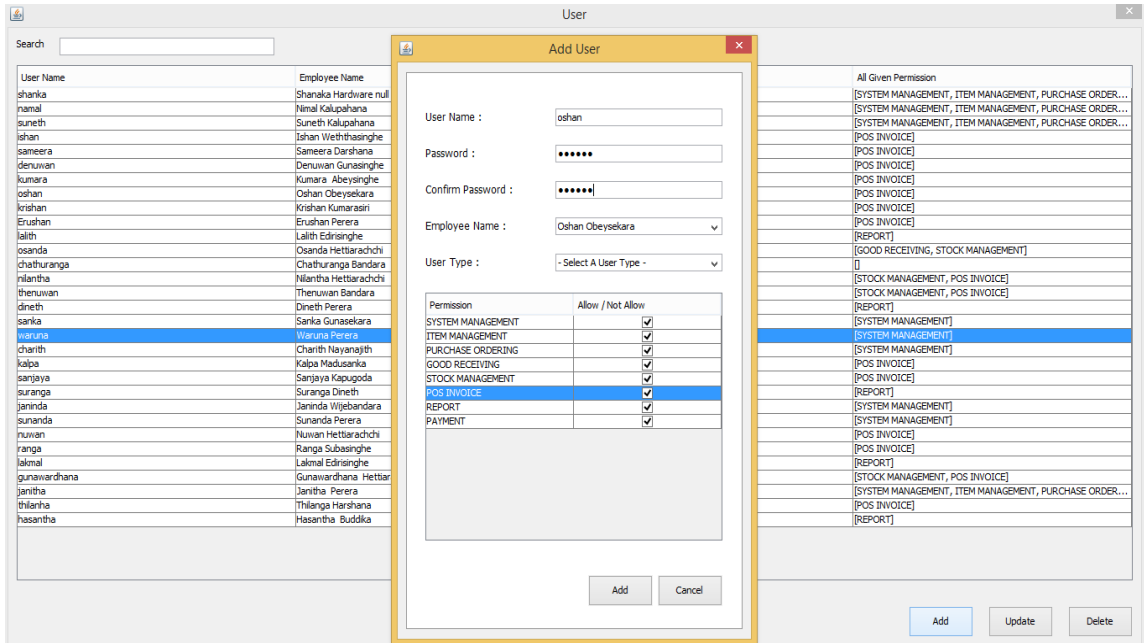 User
Search
User Name Employee Name All Given Permission
shanka Shanaka Hardware null [SYSTEM MANAGEMENT, ITEM MANAGEMENT, PURCHASE ORDER...
namal Nimal Kalupahana [SYSTEM MANAGEMENT, ITEM MANAGEMENT, PURCHASE ORDER...
suneth Suneth Kalupahana [SYSTEM MANAGEMENT, ITEM MANAGEMENT, PURCHASE ORDER...
ishan Ishan Weththasinghe [POS INVOICE]
sameera Sameera Darshana [POS INVOICE]
denuwan Denuwan Gunasinghe [POS INVOICE]
kumara Kumara Abeysinghe [POS INVOICE]
oshan Oshan Obeysekara [POS INVOICE]
krishan Krishan Kumarasiri [POS INVOICE]
Erushan Erushan Perera [POS INVOICE]
lalith Lalith Edirisinghe [REPORT]
osanda Osanda Hettiarachchi [GOOD RECEIVING, STOCK MANAGEMENT]
chathuranga Chathuranga Bandara []
nilantha Nilantha Hettiarachchi [STOCK MANAGEMENT, POS INVOICE]
thenuwan Thenuwan Bandara [STOCK MANAGEMENT, POS INVOICE]
dineth Dineth Perera [REPORT]
sanka Sanka Gunasekara [SYSTEM MANAGEMENT]
waruna Waruna Perera [SYSTEM MANAGEMENT]
charith Charith Nayanajith [SYSTEM MANAGEMENT]
kalpa Kalpa Madusanka [POS INVOICE]
sanjaya Sanjaya Kapugoda [POS INVOICE]
suranga Suranga Dineth [REPORT]
janinda Janinda Wijebandara [SYSTEM MANAGEMENT]
sunanda Sunanda Perera [SYSTEM MANAGEMENT]
nuwan Nuwan Hettiarachchi [POS INVOICE]
ranga Ranga Subasinghe [POS INVOICE]
lakmal Lakmal Edirisinghe [REPORT]
gunawardhana Gunawardhana Hettiar [STOCK MANAGEMENT, POS INVOICE]
janitha Janitha Perera [SYSTEM MANAGEMENT, ITEM MANAGEMENT, PURCHASE ORDER...
thilanha Thilanga Harshana [POS INVOICE]
hasantha Hasantha Buddika [REPORT]
Add Update Delete
Add User
User Name : oshan
Password : ••••••
Confirm Password : ••••••
Employee Name : Oshan Obeysekara
User Type : - Select A User Type -
Permission Allow / Not Allow
SYSTEM MANAGEMENT
ITEM MANAGEMENT
PURCHASE ORDERING
GOOD RECEIVING
STOCK MANAGEMENT
POS INVOICE
REPORT
PAYMENT
Add Cancel